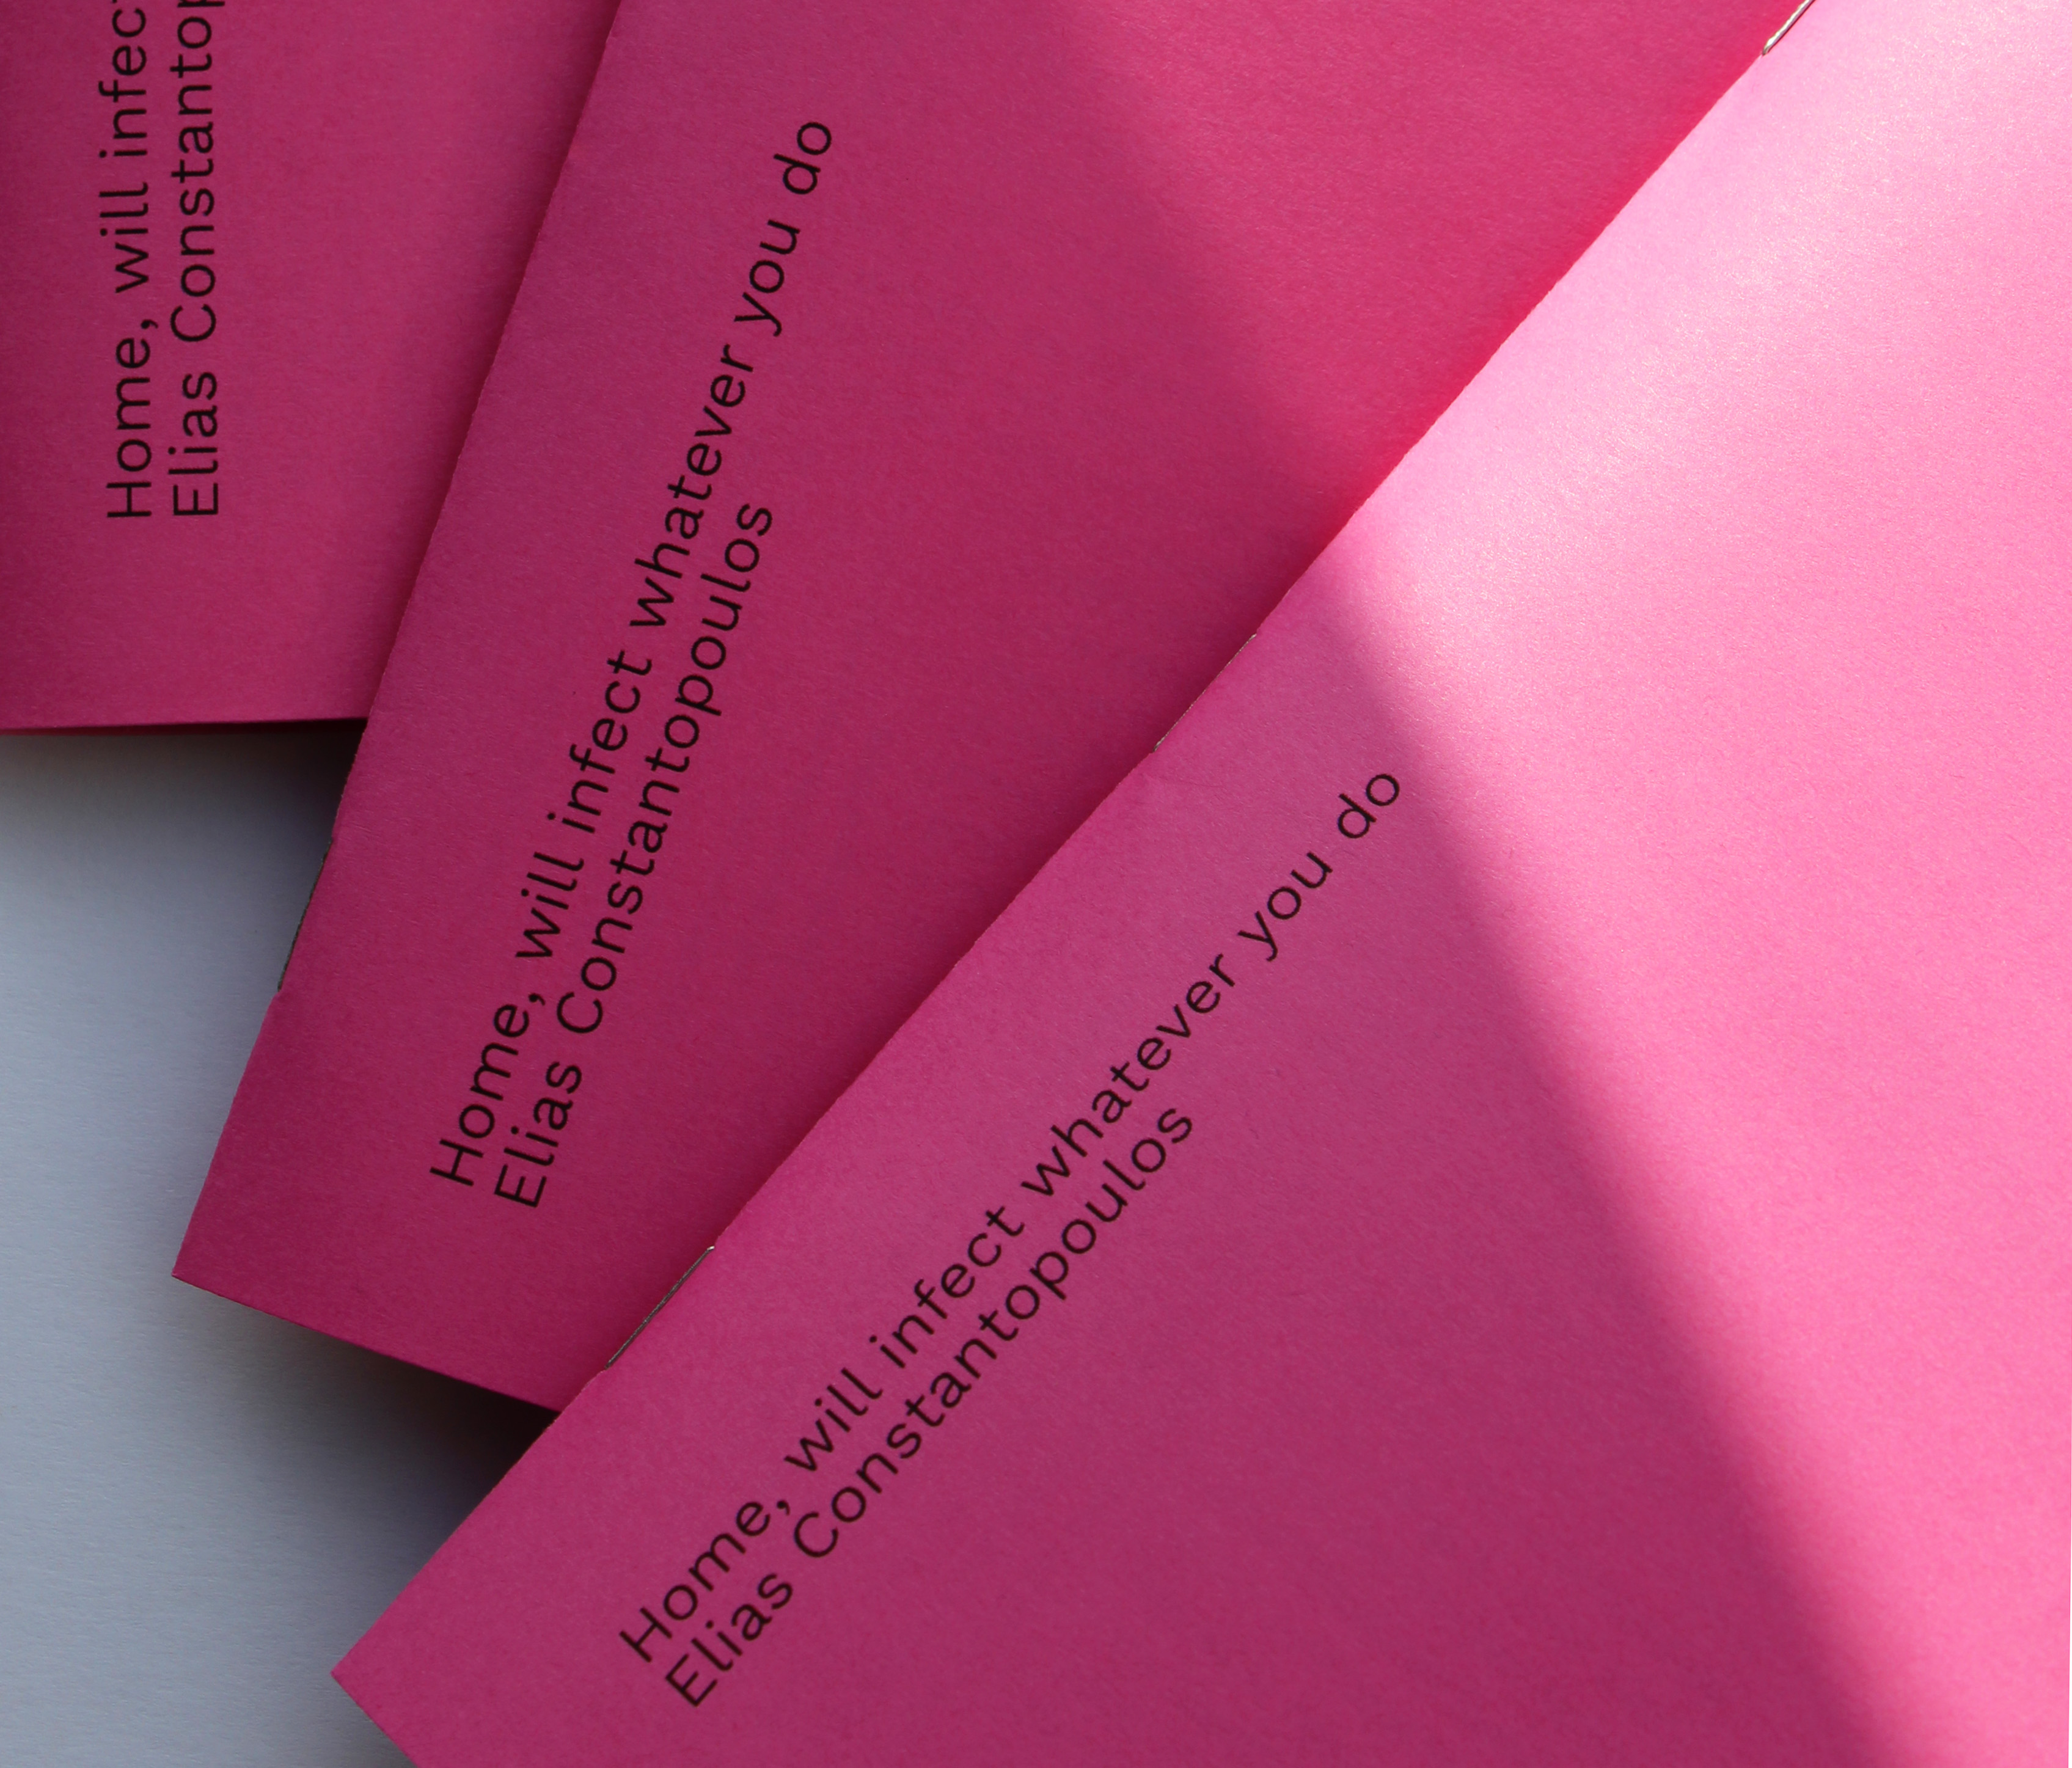 Home, will infect
Elias Constantop
Home, will infect whatever you do
Elias Constantopoulos
Home, will infect whatever you do
Elias Constantopoulos